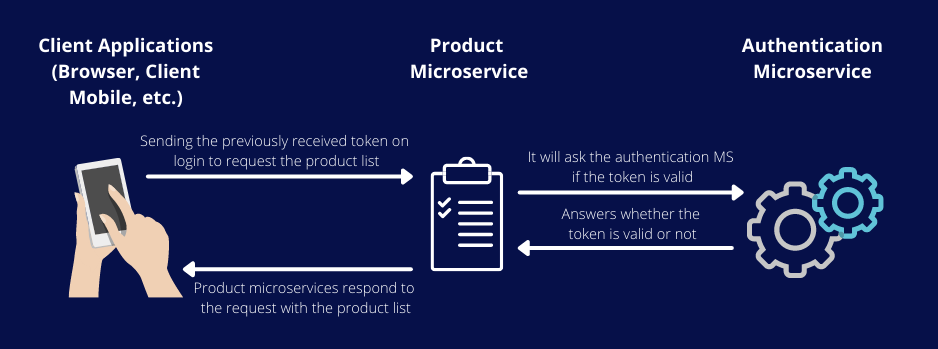 Client Applications
(Browser, Client
Mobile, etc.)
Product
Microservice
Authentication
Microservice
Sending the previously received token on
login to request the product list
It will ask the authentication MS
if the token is valid
Answers whether the
token is valid or not
Product microservices respond to
the request with the product list